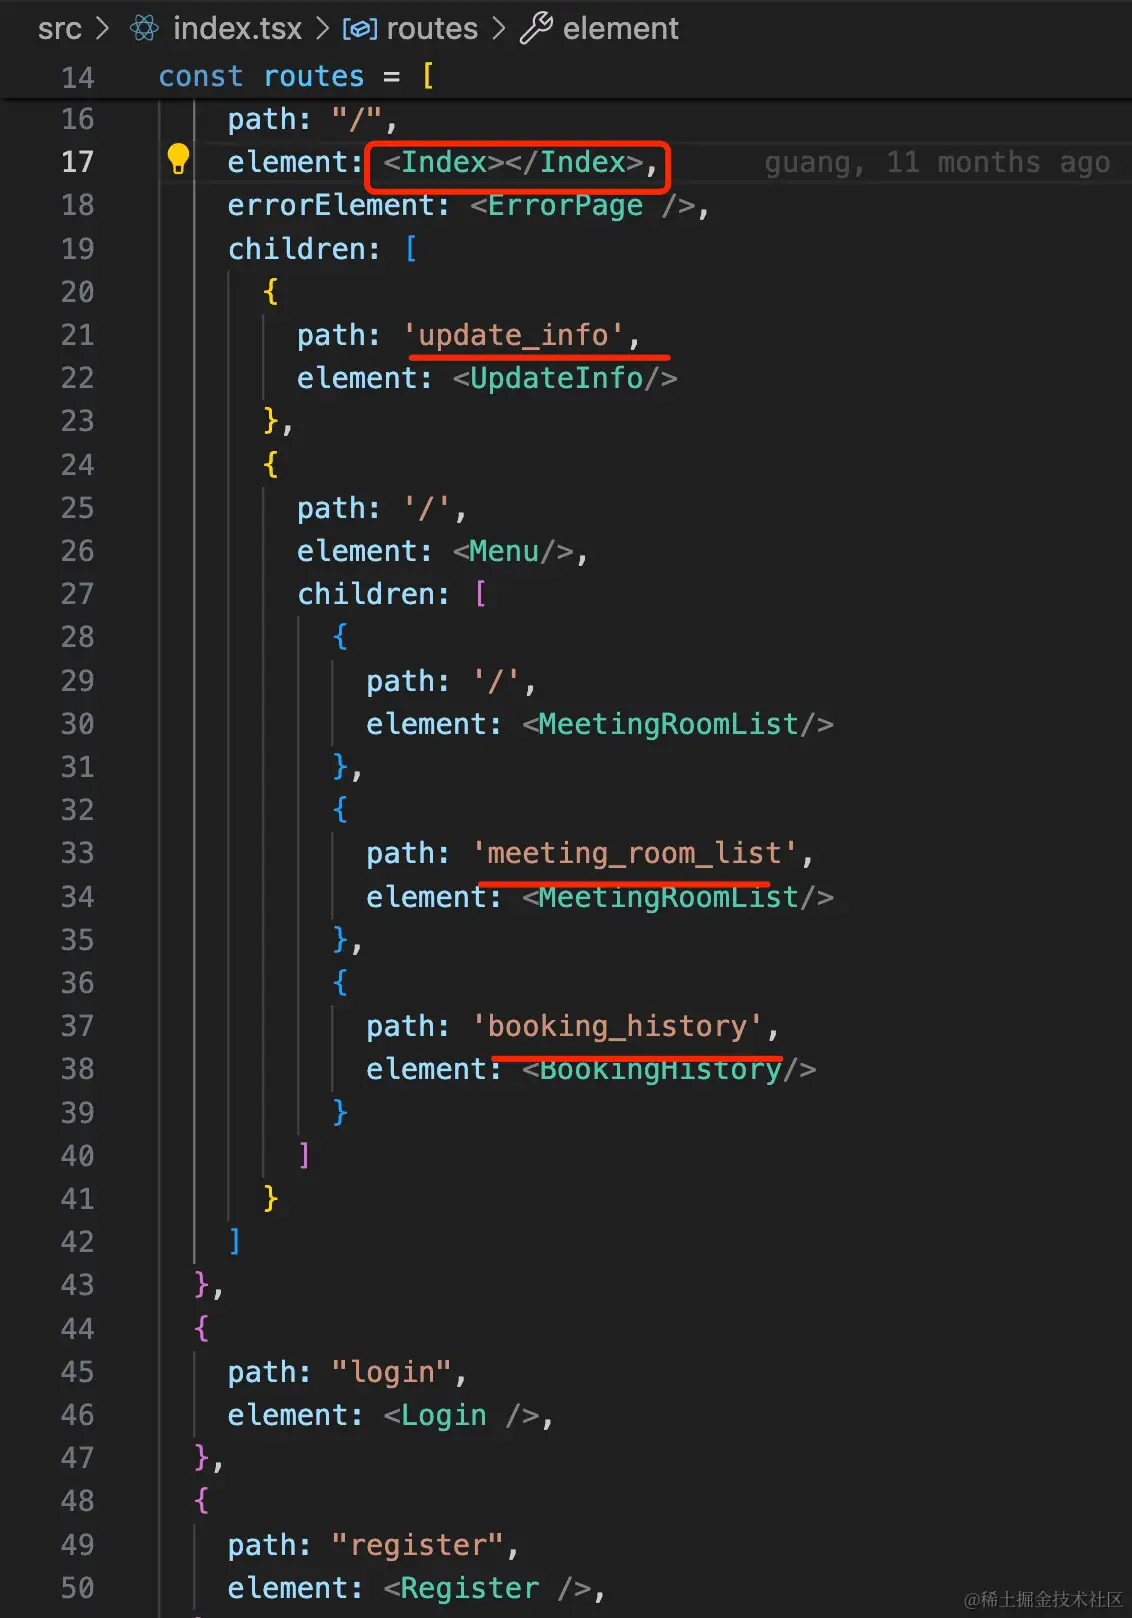 src > index.tsx > routes > element
14 const routes = [
16 path: "/",
17 element: <Index></Index>, guang, 11 months ago
18 errorElement: <ErrorPage />,
19 children: [
20 {
21 path: 'update_info',
22 element: <UpdateInfo/>
23 },
24 {
25 path: '/',
26 element: <Menu/>,
27 children: [
28 {
29 path: '/',
30 element: <MeetingRoomList/>
31 },
32 {
33 path: 'meeting_room_list',
34 element: <MeetingRoomList/>
35 },
36 {
37 path: 'booking_history',
38 element: <BookingHistory/>
39 }
40 ]
41 }
42 ]
43 },
44 {
45 path: "login",
46 element: <Login />,
47 },
48 {
49 path: "register",
50 element: <Register />,
@稀土掘金技术社区